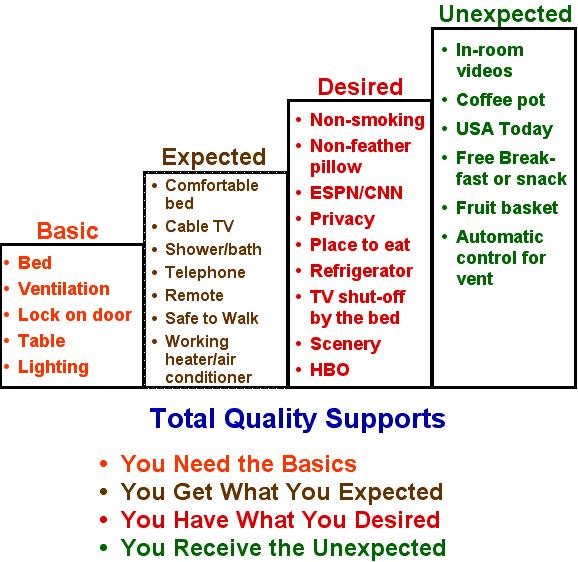 Basic
• Bed
• Ventilation
• Lock on door
• Table
• Lighting
Expected
• Comfortable
bed
• Cable TV
• Shower/bath
• Telephone
• Remote
• Safe to Walk
• Working
heater/air
conditioner
Desired
• Non-smoking
• Non-feather
pillow
• ESPN/CNN
• Privacy
• Place to eat
• Refrigerator
• TV shut-off
by the bed
• Scenery
• HBO
Unexpected
• In-room
videos
• Coffee pot
• USA Today
• Free Break-
fast or snack
• Fruit basket
• Automatic
control for
vent
Total Quality Supports
• You Need the Basics
• You Get What You Expected
• You Have What You Desired
• You Receive the Unexpected